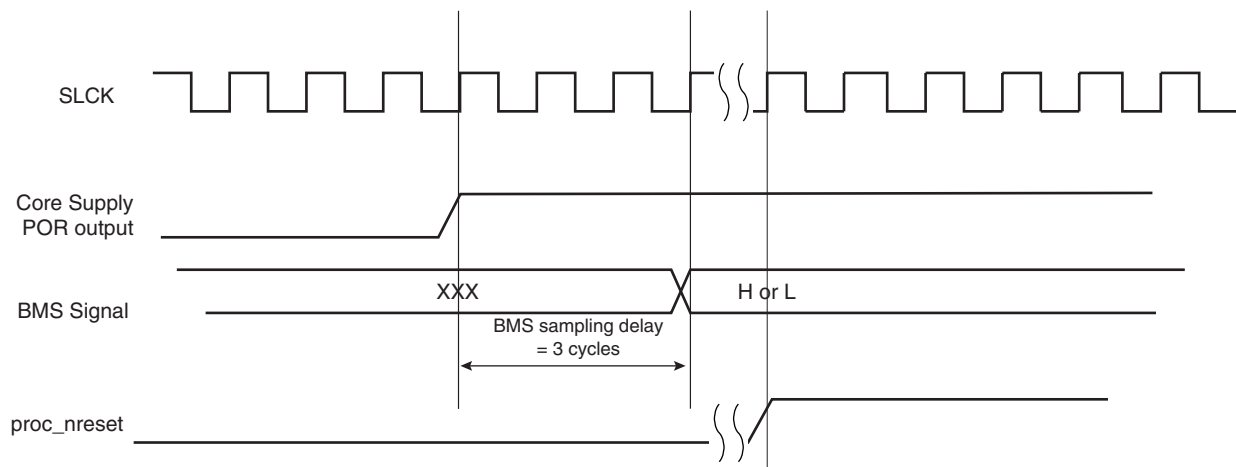 SLCK
Core Supply
POR output
XXX
H or L
BMS Signal
BMS sampling delay
= 3 cycles
proc_nreset